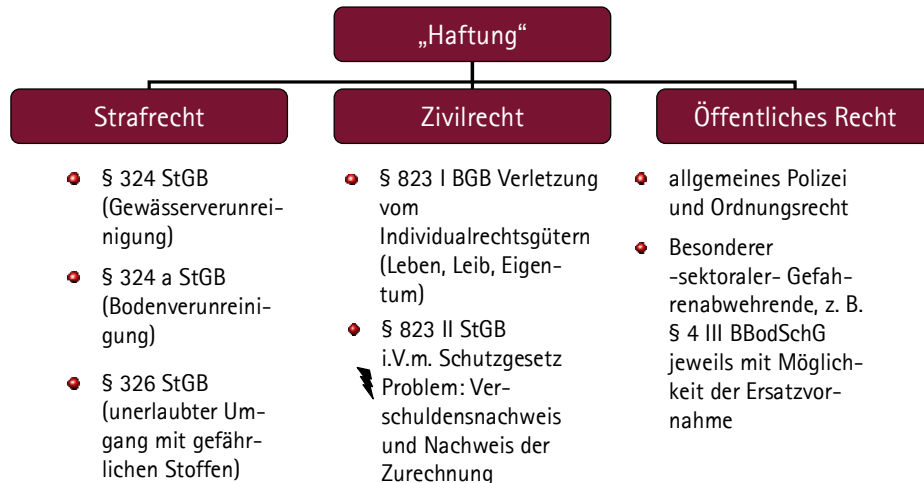 „Haftung“
Strafrecht
§ 324 StGB
(Gewässerverunrei-
nigung)
§ 324 a StGB
(Bodenverunreini-
gung)
§ 326 StGB
(unerlaubter Um-
gang mit gefähr-
lichen Stoffen)
Zivilrecht
§ 823 I BGB Verletzung
vom
Individualrechtsgütern
(Leben, Leib, Eigen-
tum)
§ 823 II StGB
i.V.m. Schutzgesetz
Problem: Ver-
schuldensnachweis
und Nachweis der
Zurechnung
Öffentliches Recht
allgemeines Polizei
und Ordnungsrecht
Besonderer
-sektoraler- Gefah-
renabwehrende, z. B.
§ 4 III BBodSchG
jeweils mit Möglich-
keit der Ersatzvor-
nahme